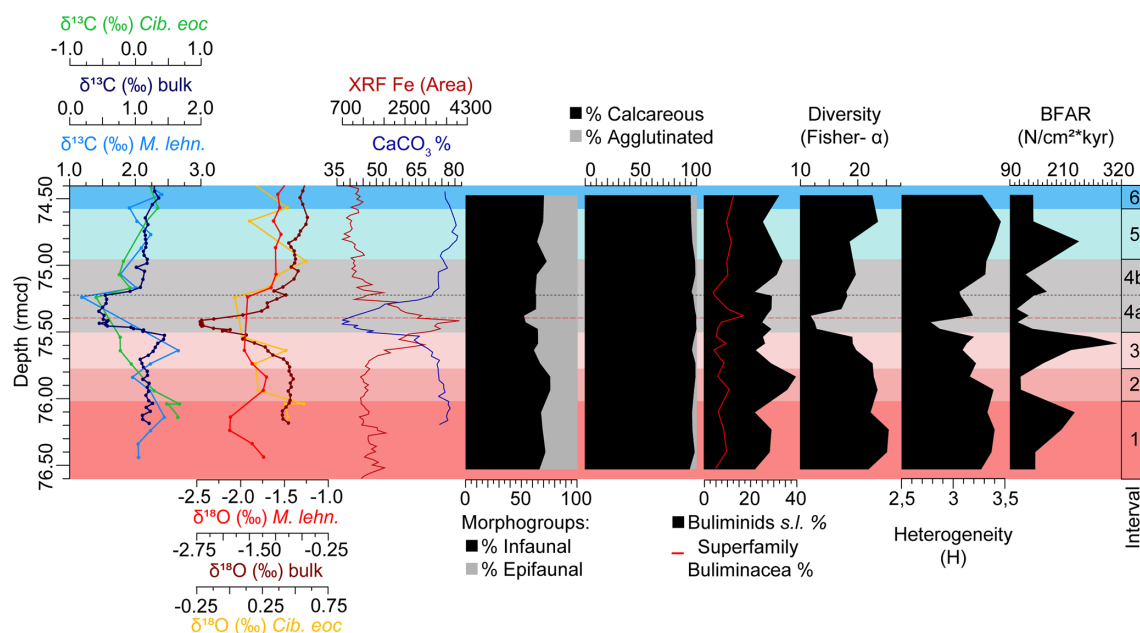 δ¹³C (‰) Cib. eoc
-1.0 0.0 1.0
δ¹³C (‰) bulk
0.0 1.0 2.0
δ¹³C (‰) M. lehn.
1.0 2.0 3.0
XRF Fe (Area)
700 2500 4300
CaCO₃ %
35 50 65 80
% Calcareous
% Agglutinated
0 50 100
Diversity
(Fisher- α)
10 20
BFAR
(N/cm²*kyr)
90 210 320
Depth (mcd)
74.50
75.00
75.50
76.00
76.50
6
5
4b
4a
3
2
1
Interval
-2.5 -2.0 -1.5 -1.0
δ¹⁸O (‰) M. lehn.
-2.75 -1.50 -0.25
δ¹⁸O (‰) bulk
-0.25 0.25 0.75
δ¹⁸O (‰) Cib. eoc
0 50 100
Morphogroups:
% Infaunal
% Epifaunal
0 20 40
Buliminids s.l. %
Superfamily
Buliminacea %
2,5 3 3,5
Heterogeneity
(H)